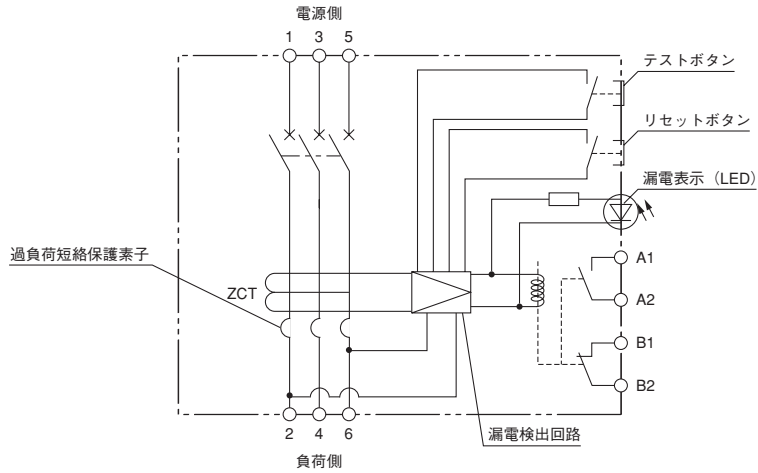 電源側
1 3 5
テストボタン
リセットボタン
漏電表示（LED）
過負荷短絡保護素子
ZCT
A1
A2
B1
B2
2 4 6
漏電検出回路
負荷側